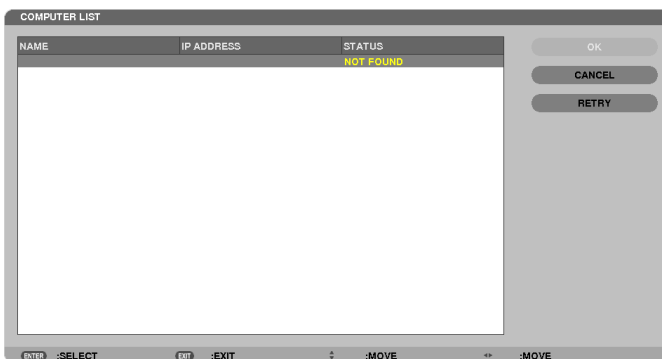 COMPUTER LIST
NAME IP ADDRESS STATUS
NOT FOUND
OK
CANCEL
RETRY
ENTER :SELECT EXIT :EXIT :MOVE :MOVE